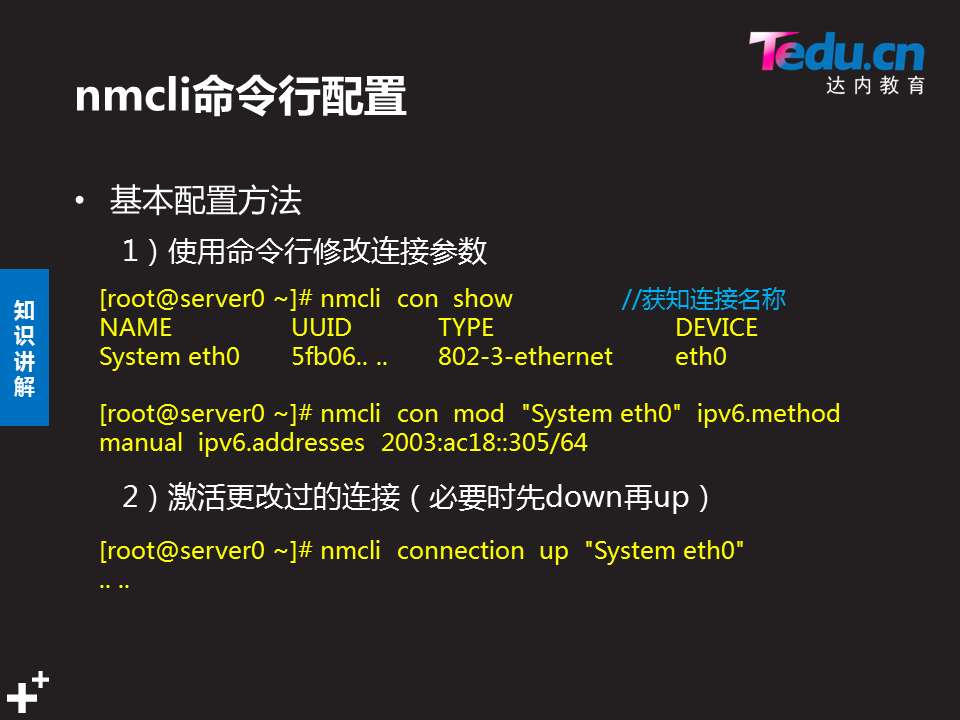 Tedu.cn
达内教育
nmcli命令行配置
• 基本配置方法
1）使用命令行修改连接参数
[root@server0 ~]# nmcli con show //获知连接名称
NAME UUID TYPE DEVICE
System eth0 5fb06.. .. 802-3-ethernet eth0
[root@server0 ~]# nmcli con mod "System eth0" ipv6.method
manual ipv6.addresses 2003:ac18::305/64
2）激活更改过的连接（必要时先down再up）
[root@server0 ~]# nmcli connection up "System eth0"
.. ..
知
识
讲
解